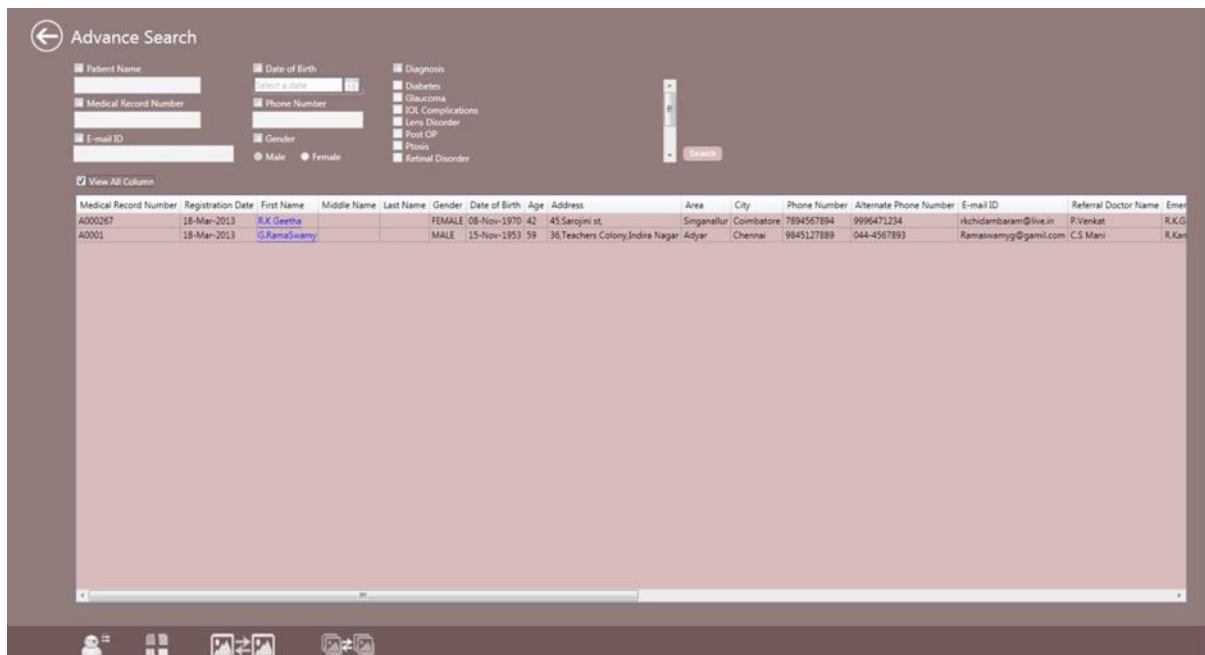 Advance Search
Patient Name Date of Birth Diagnosis
Select a date 15 Diabetes
Medical Record Number Phone Number Glaucoma
IOL Complications
Lens Disorder
E-mail ID Gender Post OP
Ptosis
Male Female Retinal Disorder Search
View All Column
Medical Record Number Registration Date First Name Middle Name Last Name Gender Date of Birth Age Address Area City Phone Number Alternate Phone Number E-mail ID Referral Doctor Name Emer
A000267 18-Mar-2013 R.K Geetha FEMALE 08-Nov-1970 42 45,Sarojini st, Singanallur Coimbatore 7894567894 9996471234 rkchidambaram@live.in P.Venkat R.K.G
A0001 18-Mar-2013 G.RamaSwamy MALE 15-Nov-1953 59 36,Teachers Colony,Indira Nagar Adyar Chennai 9845127889 044-4567893 Ramaswamyg@gamil.com C.S Mani R.Kan